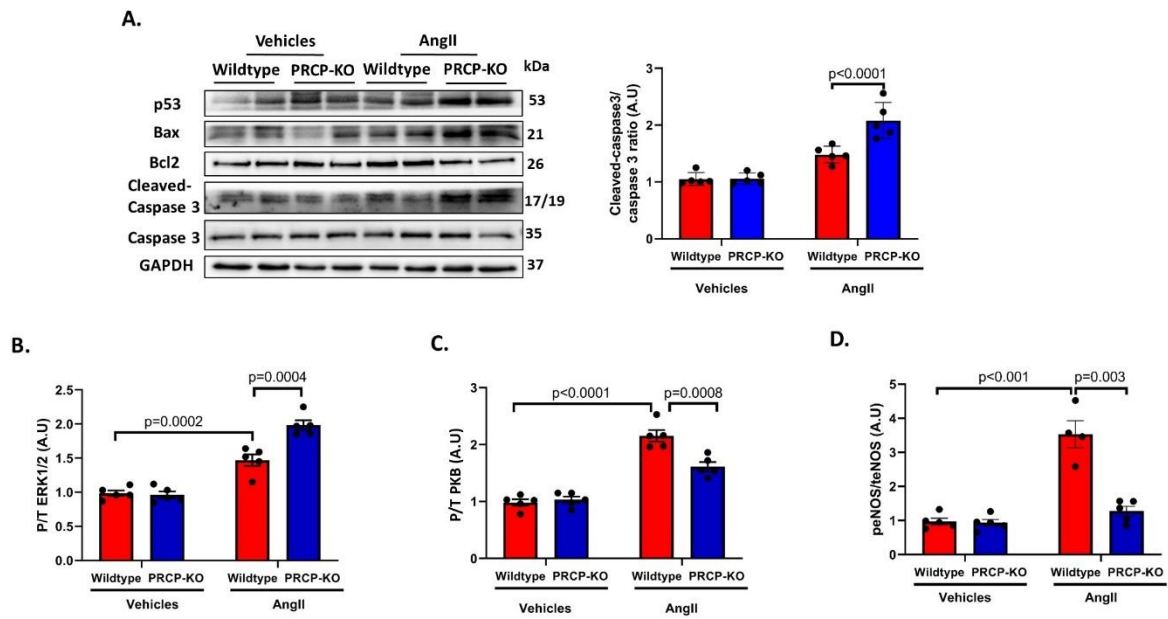 A.
Vehicles
AngII
Wildtype PRCP-KO Wildtype PRCP-KO kDa
p53 53
Bax 21
Bcl2 26
Cleaved-
Caspase 3 17/19
Caspase 3 35
GAPDH 37
Cleaved-caspase3/
caspase 3 ratio (A.U)
3
2
1
0
p<0.0001
Wildtype PRCP-KO Wildtype PRCP-KO
Vehicles AngII
B.
P/T ERK1/2 (A.U)
2.5
2.0
1.5
1.0
0.5
0.0
p=0.0002
p=0.0004
Wildtype PRCP-KO Wildtype PRCP-KO
Vehicles AngII
C.
P/T PKB (A.U)
3
2
1
0
p<0.0001
p=0.0008
Wildtype PRCP-KO Wildtype PRCP-KO
Vehicles AngII
D.
peNOS/teNOS (A.U)
5
4
3
2
1
0
p<0.001
p=0.003
Wildtype PRCP-KO Wildtype PRCP-KO
Vehicles AngII